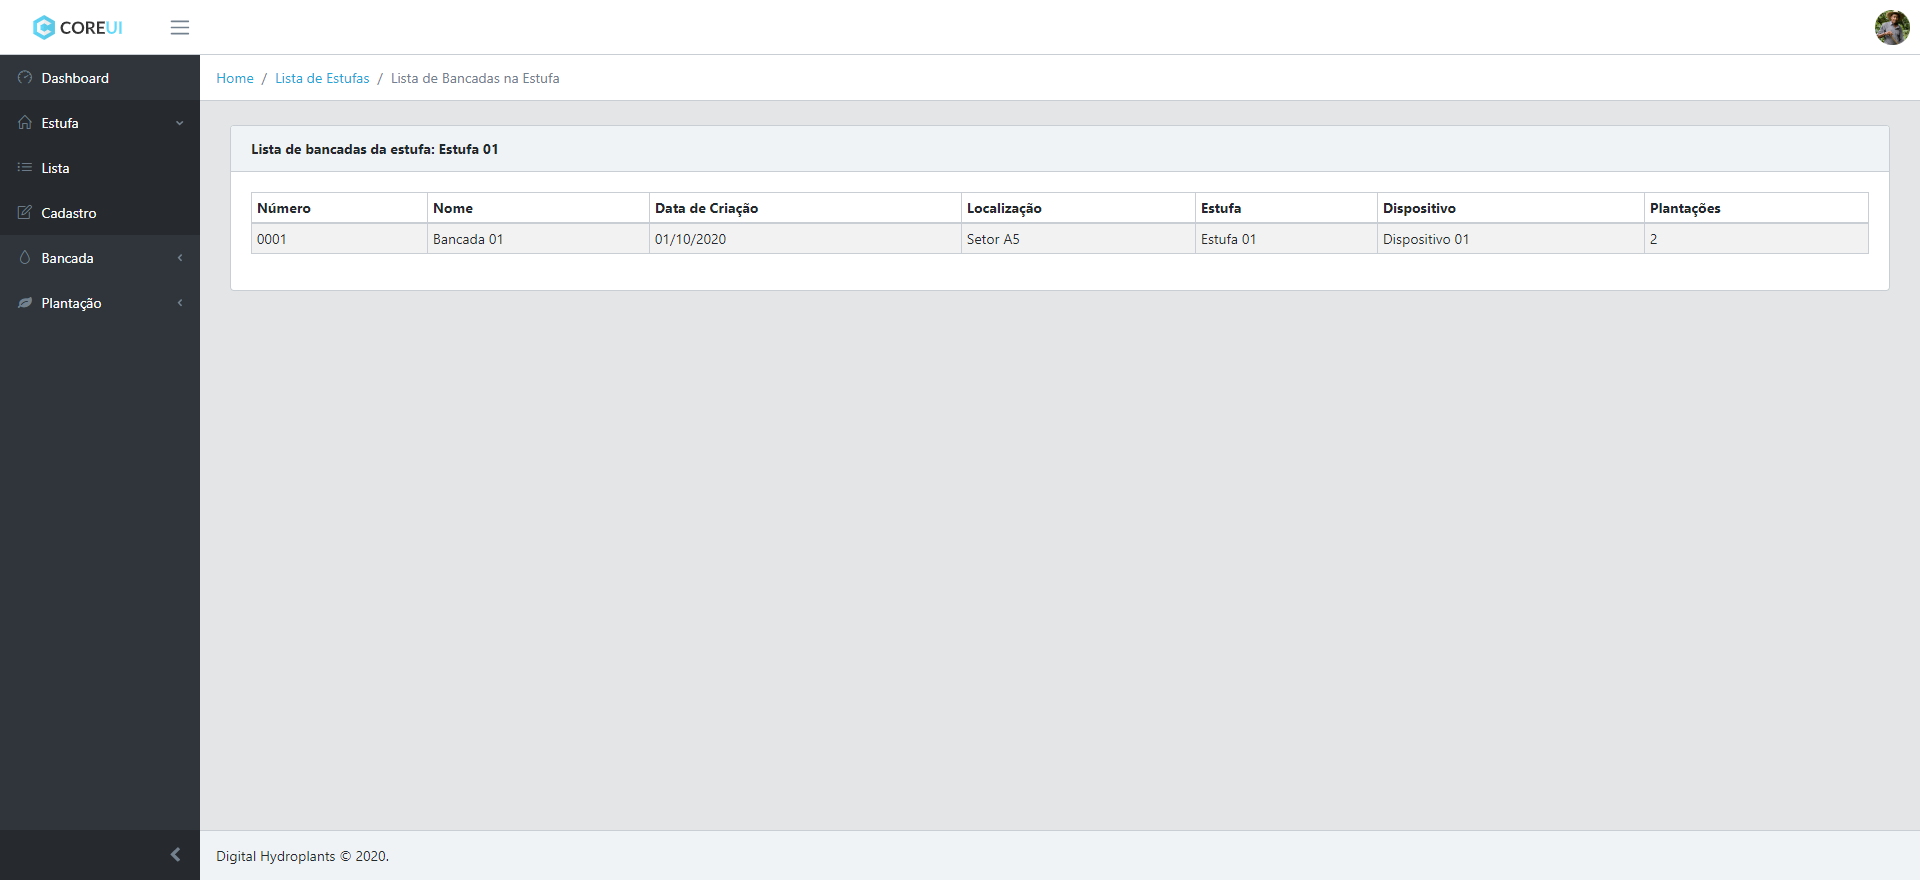 COREUI
Dashboard
Estufa
Lista
Cadastro
Bancada
Plantação
Home / Lista de Estufas / Lista de Bancadas na Estufa
Lista de bancadas da estufa: Estufa 01
Número Nome Data de Criação Localização Estufa Dispositivo Plantações
0001 Bancada 01 01/10/2020 Setor A5 Estufa 01 Dispositivo 01 2
Digital Hydroplants © 2020.